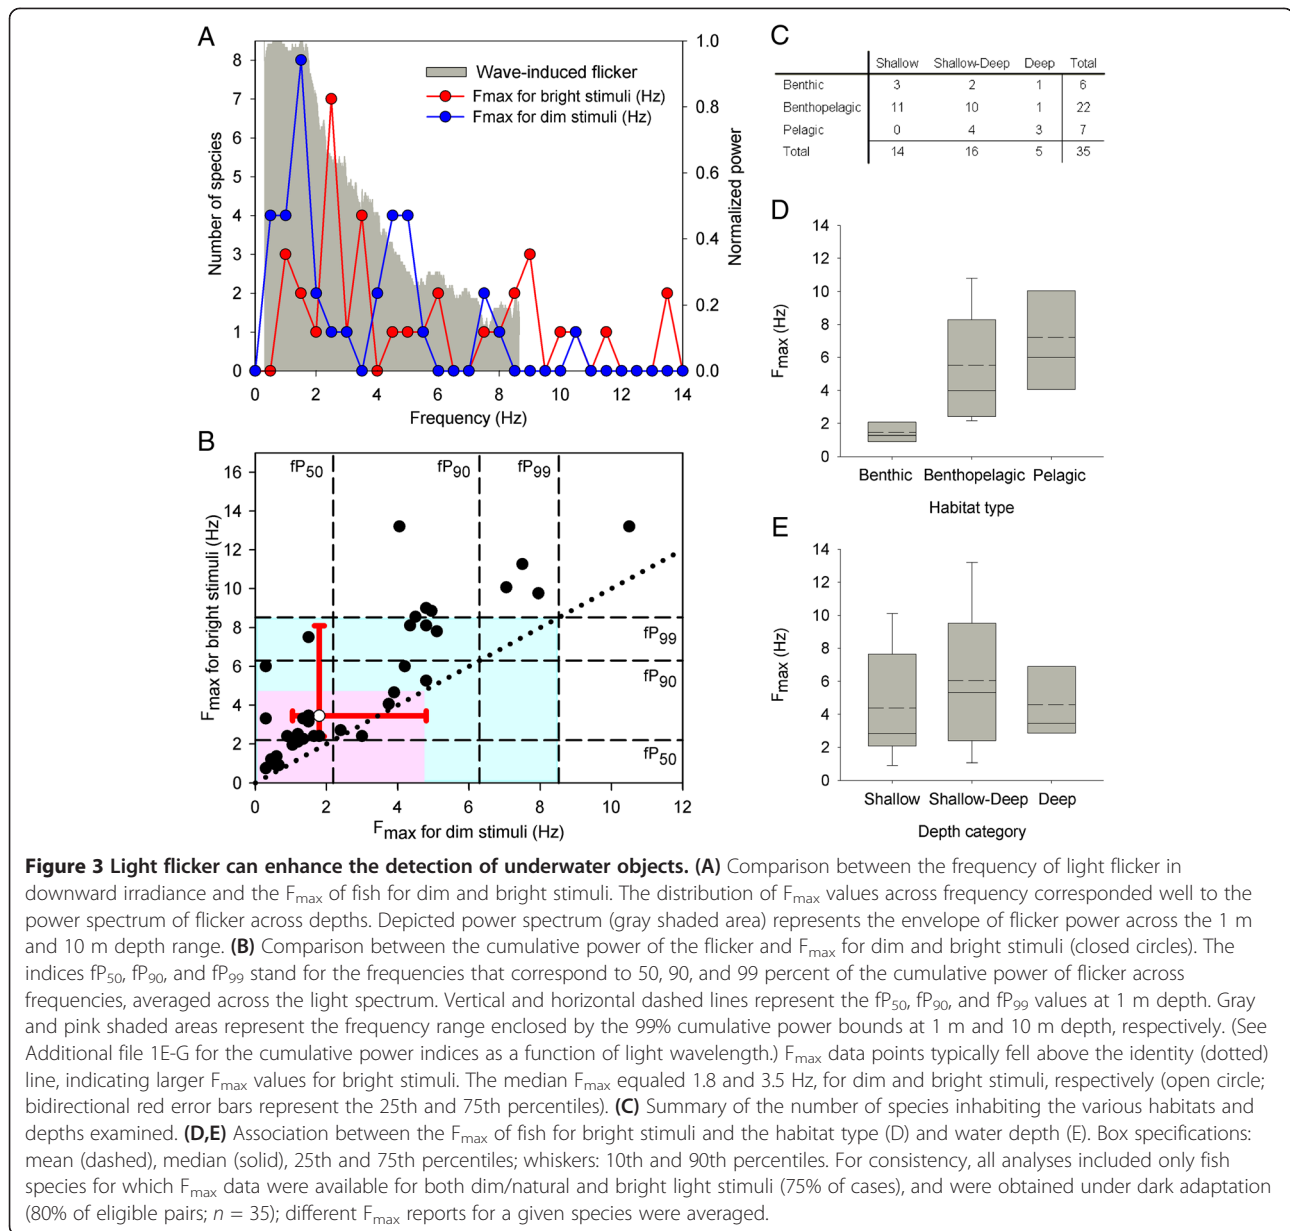 A
Number of species
8
7
6
5
4
3
2
1
0
Wave-induced flicker
Fmax for bright stimuli (Hz)
Fmax for dim stimuli (Hz)
1.0
0.8
0.6
0.4
0.2
0.0
Normalized power
0 2 4 6 8 10 12 14
Frequency (Hz)
B
Fmax for bright stimuli (Hz)
16
14
12
10
8
6
4
2
0
fP50
fP90
fP99
fP99
fP90
fP50
0 2 4 6 8 10 12
Fmax for dim stimuli (Hz)
C
Shallow Shallow-Deep Deep Total
Benthic 3 2 1 6
Benthopelagic 11 10 1 22
Pelagic 0 4 3 7
Total 14 16 5 35
D
Fmax (Hz)
14
12
10
8
6
4
2
0
Benthic Benthopelagic Pelagic
Habitat type
E
Fmax (Hz)
14
12
10
8
6
4
2
0
Shallow Shallow-Deep Deep
Depth category
Figure 3 Light flicker can enhance the detection of underwater objects. (A) Comparison between the frequency of light flicker in
downward irradiance and the Fmax of fish for dim and bright stimuli. The distribution of Fmax values across frequency corresponded well to the
power spectrum of flicker across depths. Depicted power spectrum (gray shaded area) represents the envelope of flicker power across the 1 m
and 10 m depth range. (B) Comparison between the cumulative power of the flicker and Fmax for dim and bright stimuli (closed circles). The
indices fP50, fP90, and fP99 stand for the frequencies that correspond to 50, 90, and 99 percent of the cumulative power of flicker across
frequencies, averaged across the light spectrum. Vertical and horizontal dashed lines represent the fP50, fP90, and fP99 values at 1 m depth. Gray
and pink shaded areas represent the frequency range enclosed by the 99% cumulative power bounds at 1 m and 10 m depth, respectively. (See
Additional file 1E-G for the cumulative power indices as a function of light wavelength.) Fmax data points typically fell above the identity (dotted)
line, indicating larger Fmax values for bright stimuli. The median Fmax equaled 1.8 and 3.5 Hz, for dim and bright stimuli, respectively (open circle;
bidirectional red error bars represent the 25th and 75th percentiles). (C) Summary of the number of species inhabiting the various habitats and
depths examined. (D,E) Association between the Fmax of fish for bright stimuli and the habitat type (D) and water depth (E). Box specifications:
mean (dashed), median (solid), 25th and 75th percentiles; whiskers: 10th and 90th percentiles. For consistency, all analyses included only fish
species for which Fmax data were available for both dim/natural and bright light stimuli (75% of cases), and were obtained under dark adaptation
(80% of eligible pairs; n = 35); different Fmax reports for a given species were averaged.